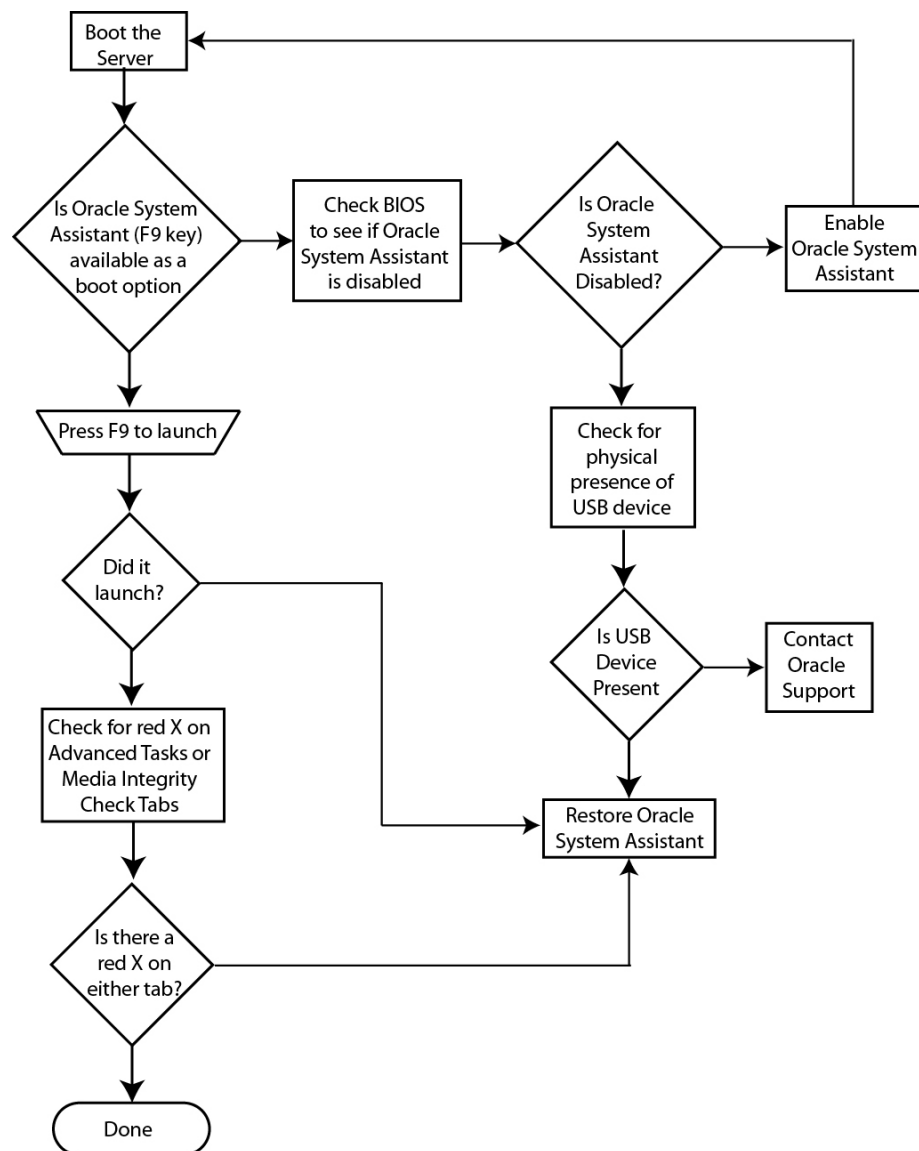 Boot the
Server
Is Oracle System
Assistant (F9 key)
available as a
boot option
Check BIOS
to see if Oracle
System Assistant
is disabled
Is Oracle
System
Assistant
Disabled?
Enable
Oracle System
Assistant
Press F9 to launch
Check for
physical
presence of
USB device
Did it
launch?
Is USB
Device
Present
Contact
Oracle
Support
Check for red X on
Advanced Tasks or
Media Integrity
Check Tabs
Restore Oracle
System Assistant
Is there a
red X on
either tab?
Done